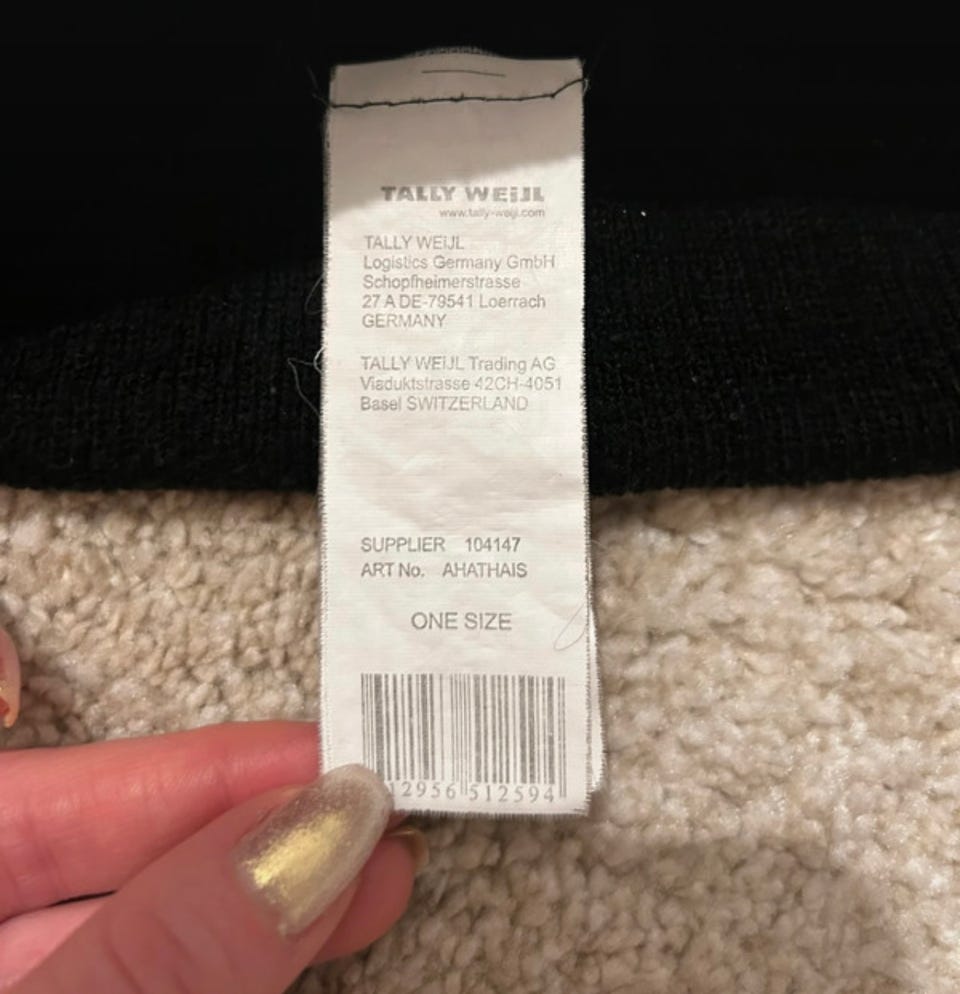 TALLY WEiJL
www.tally-weijl.com
TALLY WEiJL
Logistics Germany GmbH
Schopfheimerstrasse
27 A DE-79541 Loerrach
GERMANY
TALLY WEIJL Trading AG
Viaduktstrasse 42CH-4051
Basel SWITZERLAND
SUPPLIER 104147
ART No. AHATHAIS
ONE SIZE
12956 512594